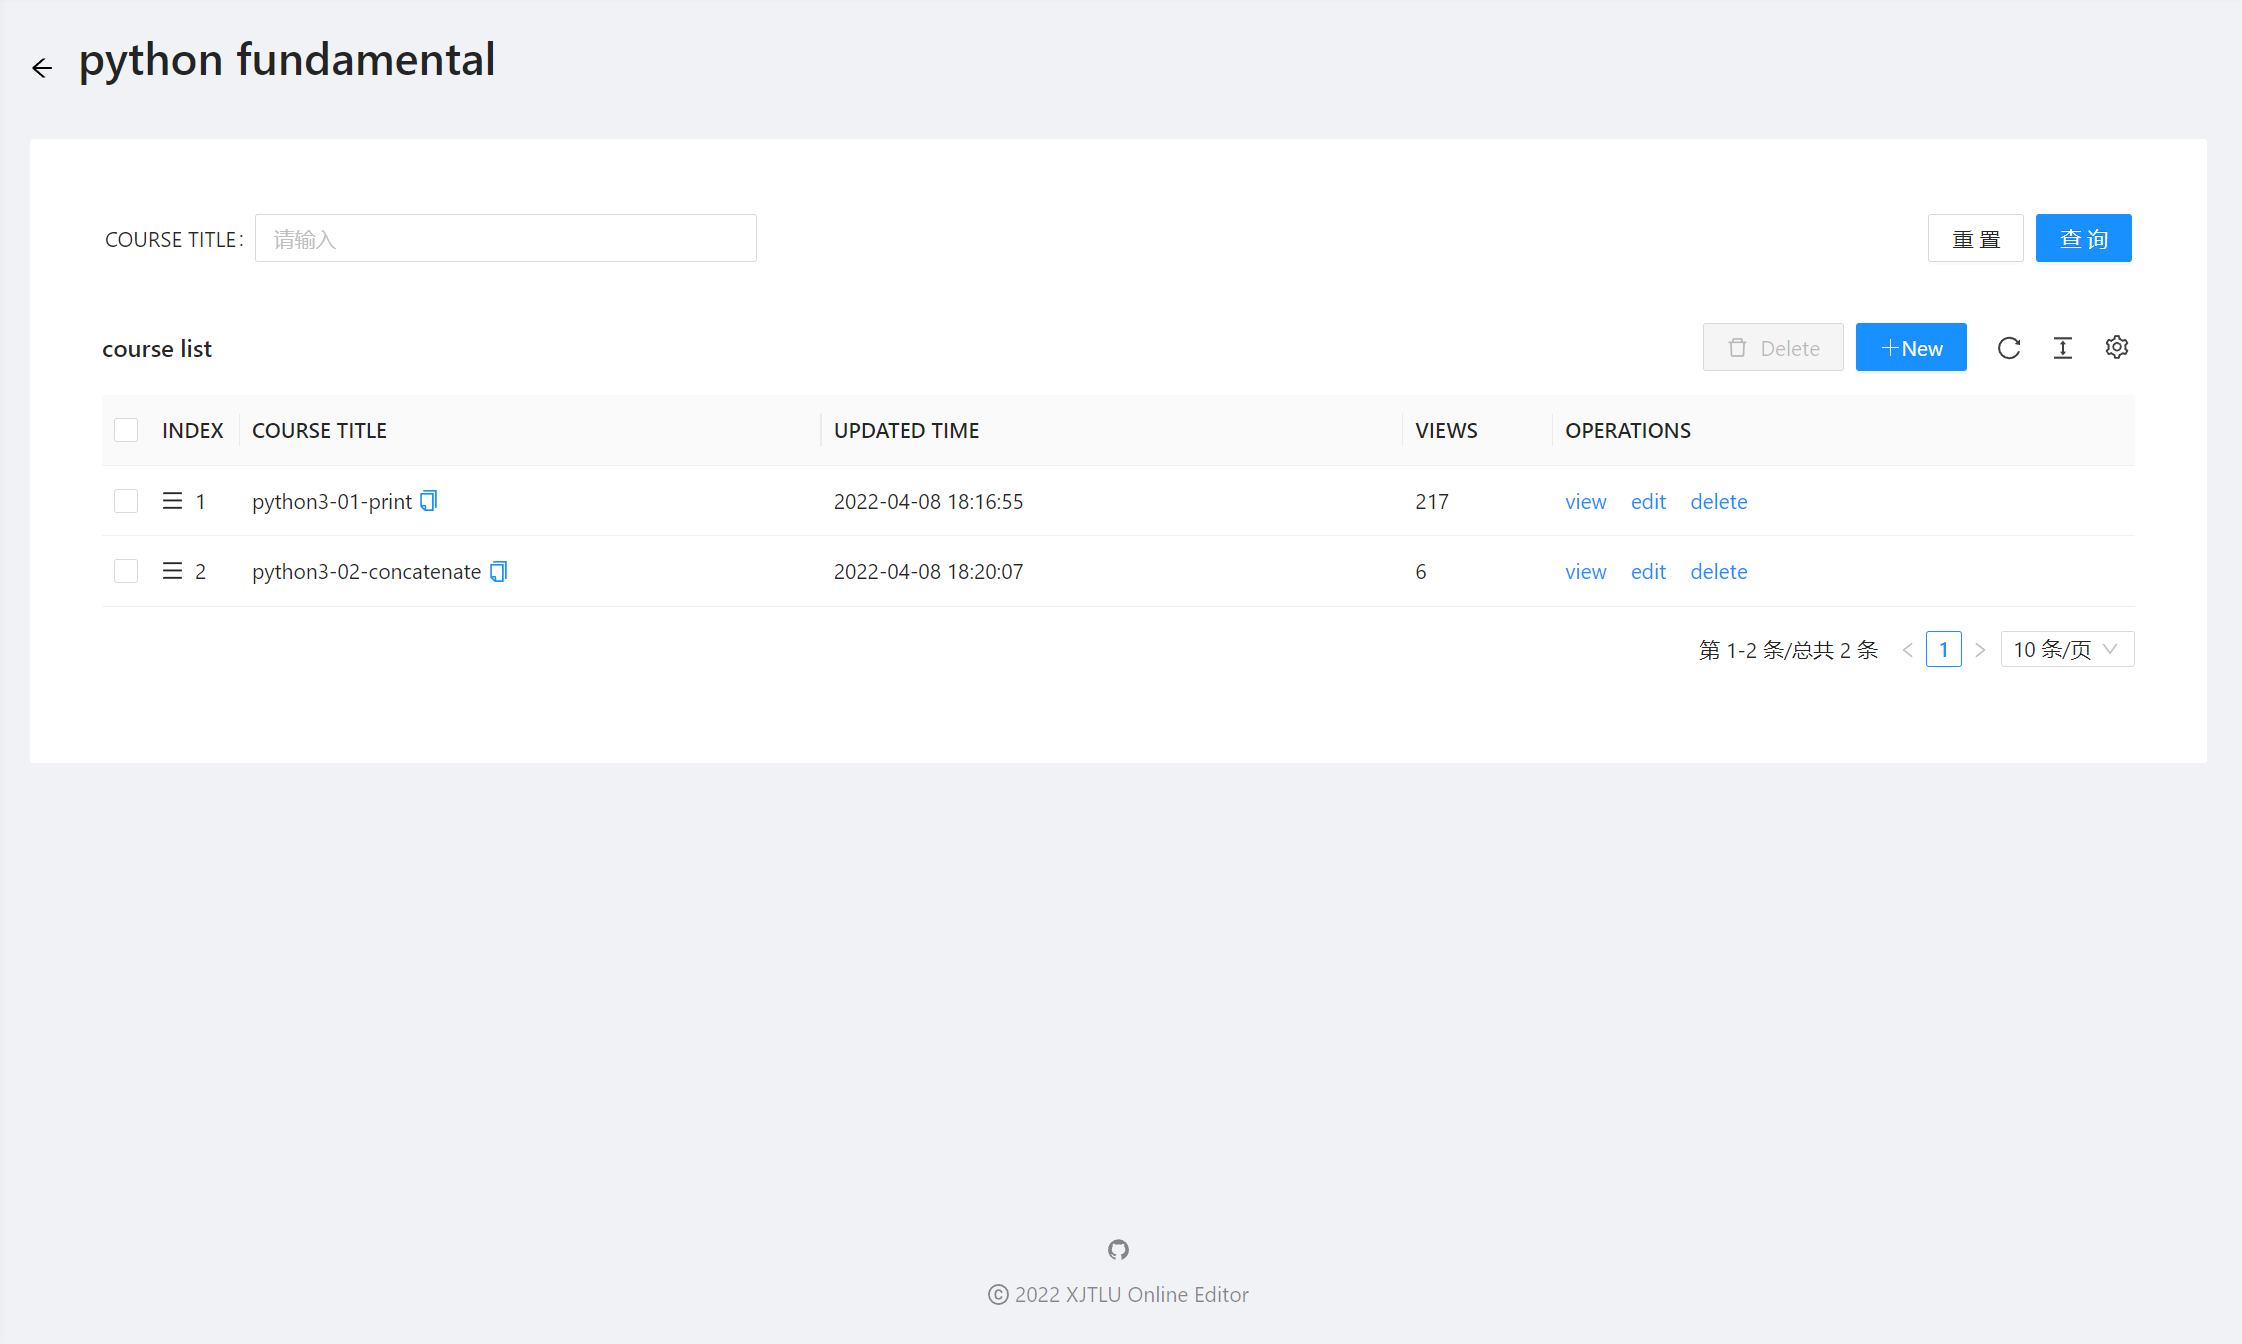 python fundamental
COURSE TITLE: 请输入 重 置 查 询
course list Delete +New
INDEX COURSE TITLE UPDATED TIME VIEWS OPERATIONS
1 python3-01-print 2022-04-08 18:16:55 217 view edit delete
2 python3-02-concatenate 2022-04-08 18:20:07 6 view edit delete
第 1-2 条/总共 2 条 < 1 > 10 条/页
© 2022 XJTLU Online Editor